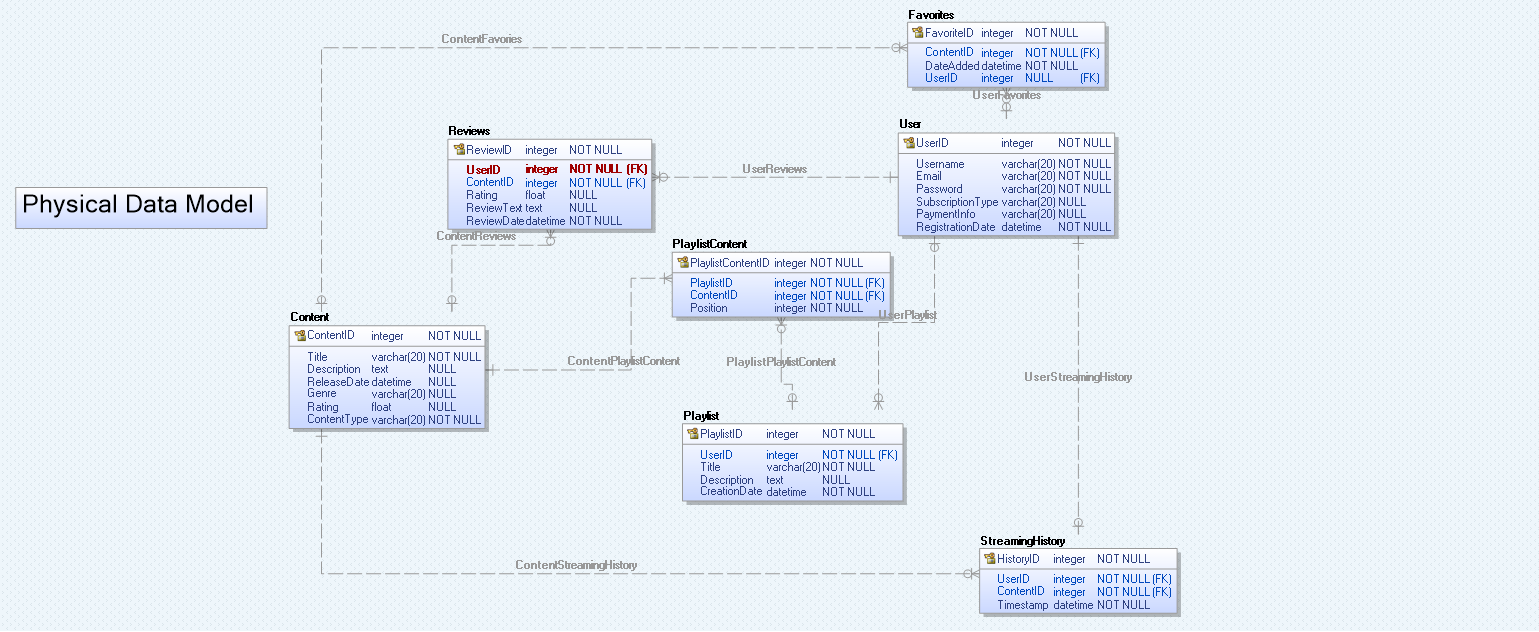 Favorites
FavoriteID integer NOT NULL
ContentID integer NOT NULL (FK)
DateAdded datetime NOT NULL
UserID integer NULL (FK)
ContentFavories
UserFavorites
User
UserID integer NOT NULL
Username varchar(20) NOT NULL
Email varchar(20) NOT NULL
Password varchar(20) NOT NULL
SubscriptionType varchar(20) NULL
PaymentInfo varchar(20) NULL
RegistrationDate datetime NOT NULL
Reviews
ReviewID integer NOT NULL
UserID integer NOT NULL (FK)
ContentID integer NOT NULL (FK)
Rating float NULL
ReviewText text NULL
ReviewDate datetime NOT NULL
UserReviews
Physical Data Model
ContentReviews
PlaylistContent
PlaylistContentID integer NOT NULL
PlaylistID integer NOT NULL (FK)
ContentID integer NOT NULL (FK)
Position integer NOT NULL
UserPlaylist
Content
ContentID integer NOT NULL
Title varchar(20) NOT NULL
Description text NULL
ReleaseDate datetime NULL
Genre varchar(20) NULL
Rating float NULL
ContentType varchar(20) NOT NULL
ContentPlaylistContent
PlaylistPlaylistContent
UserStreamingHistory
Playlist
PlaylistID integer NOT NULL
UserID integer NOT NULL (FK)
Title varchar(20) NOT NULL
Description text NULL
CreationDate datetime NOT NULL
StreamingHistory
HistoryID integer NOT NULL
UserID integer NOT NULL (FK)
ContentID integer NOT NULL (FK)
Timestamp datetime NOT NULL
ContentStreamingHistory